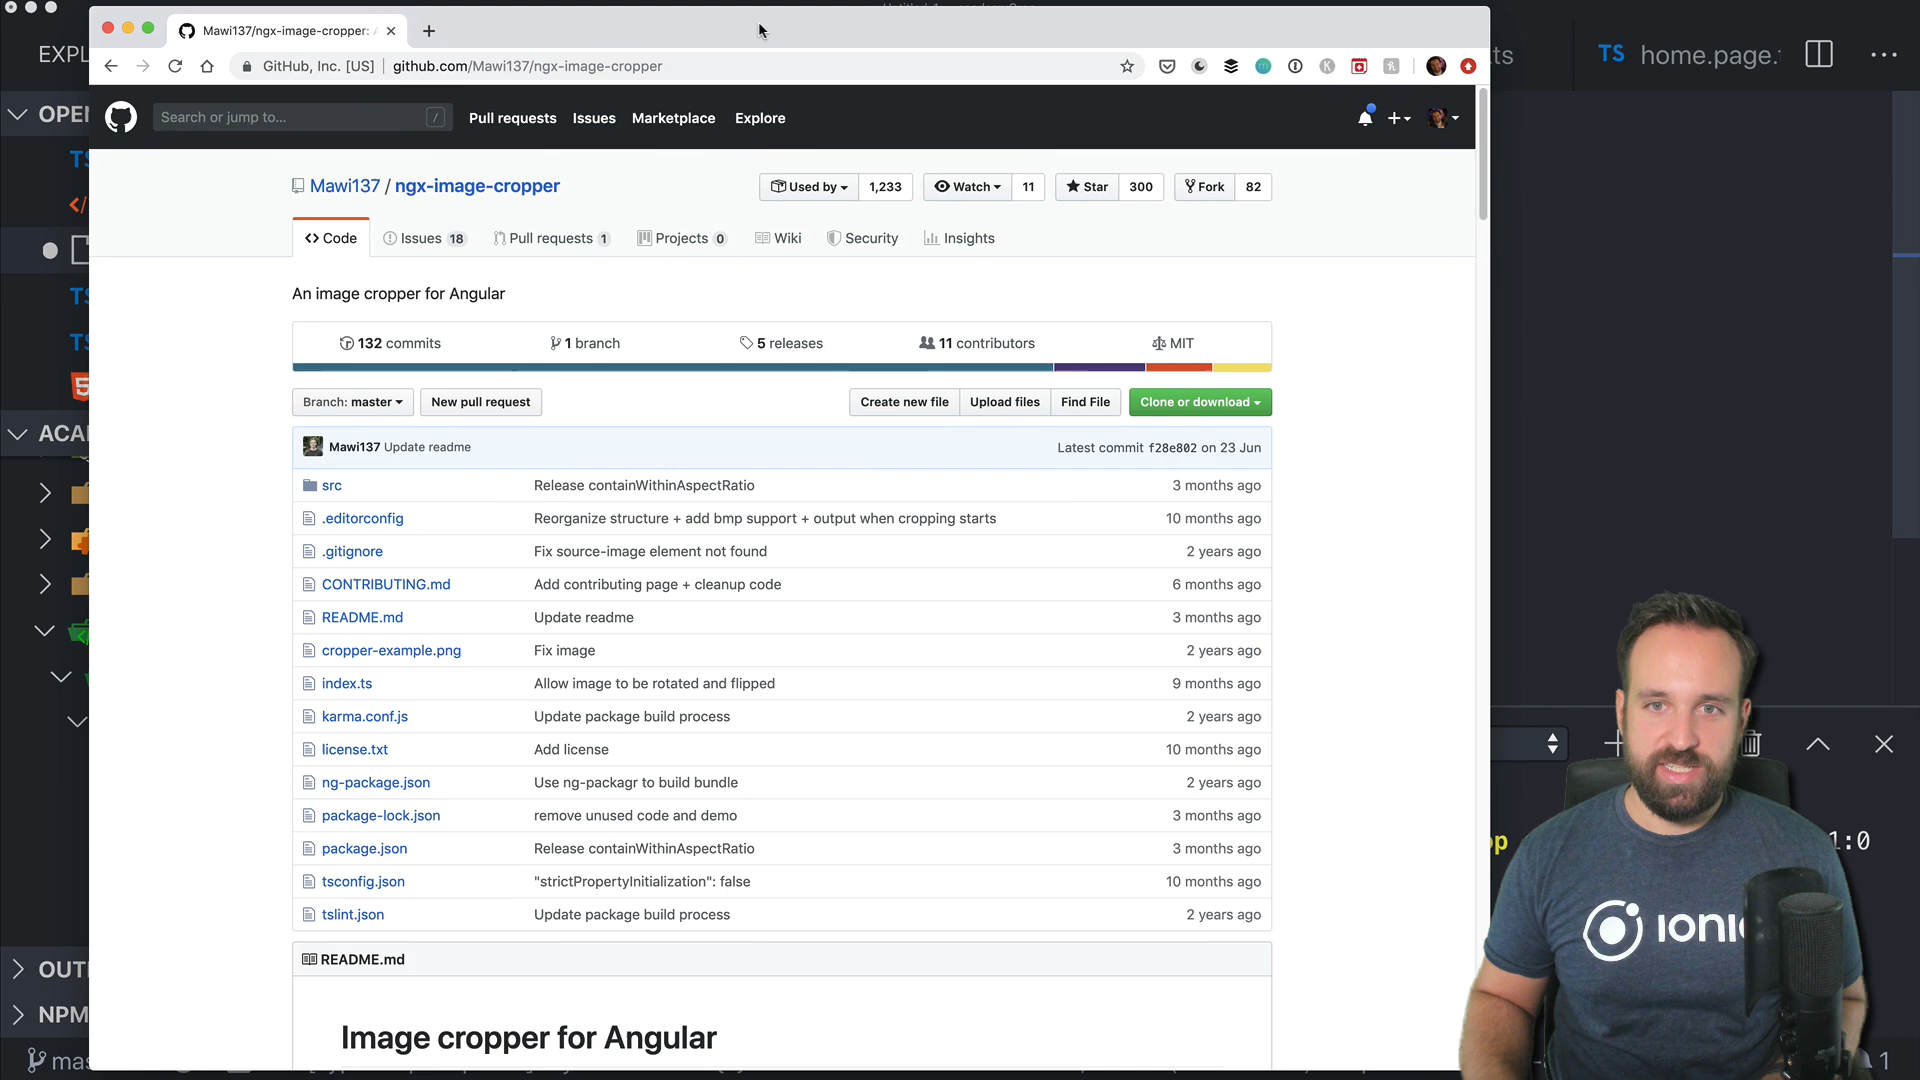 Mawi137/ngx-image-cropper:
GitHub, Inc. [US] | github.com/Mawi137/ngx-image-cropper
EXPL
TS home.page.
OPEN
Search or jump to... /
Pull requests Issues Marketplace Explore
Mawi137 / ngx-image-cropper
Used by 1,233
Watch 11
Star 300
Fork 82
Code
Issues 18
Pull requests 1
Projects 0
Wiki
Security
Insights
An image cropper for Angular
132 commits
1 branch
5 releases
11 contributors
MIT
Branch: master
New pull request
Create new file
Upload files
Find File
Clone or download
ACAD
Mawi137 Update readme Latest commit f28e802 on 23 Jun
src Release containWithinAspectRatio 3 months ago
.editorconfig Reorganize structure + add bmp support + output when cropping starts 10 months ago
.gitignore Fix source-image element not found 2 years ago
CONTRIBUTING.md Add contributing page + cleanup code 6 months ago
README.md Update readme 3 months ago
cropper-example.png Fix image 2 years ago
index.ts Allow image to be rotated and flipped 9 months ago
karma.conf.js Update package build process 2 years ago
license.txt Add license 10 months ago
ng-package.json Use ng-packagr to build bundle 2 years ago
package-lock.json remove unused code and demo 3 months ago
package.json Release containWithinAspectRatio 3 months ago
tsconfig.json "strictPropertyInitialization": false 10 months ago
tslint.json Update package build process 2 years ago
README.md
Image cropper for Angular
OUT
NPM
mas
op
1:0
ionic
1